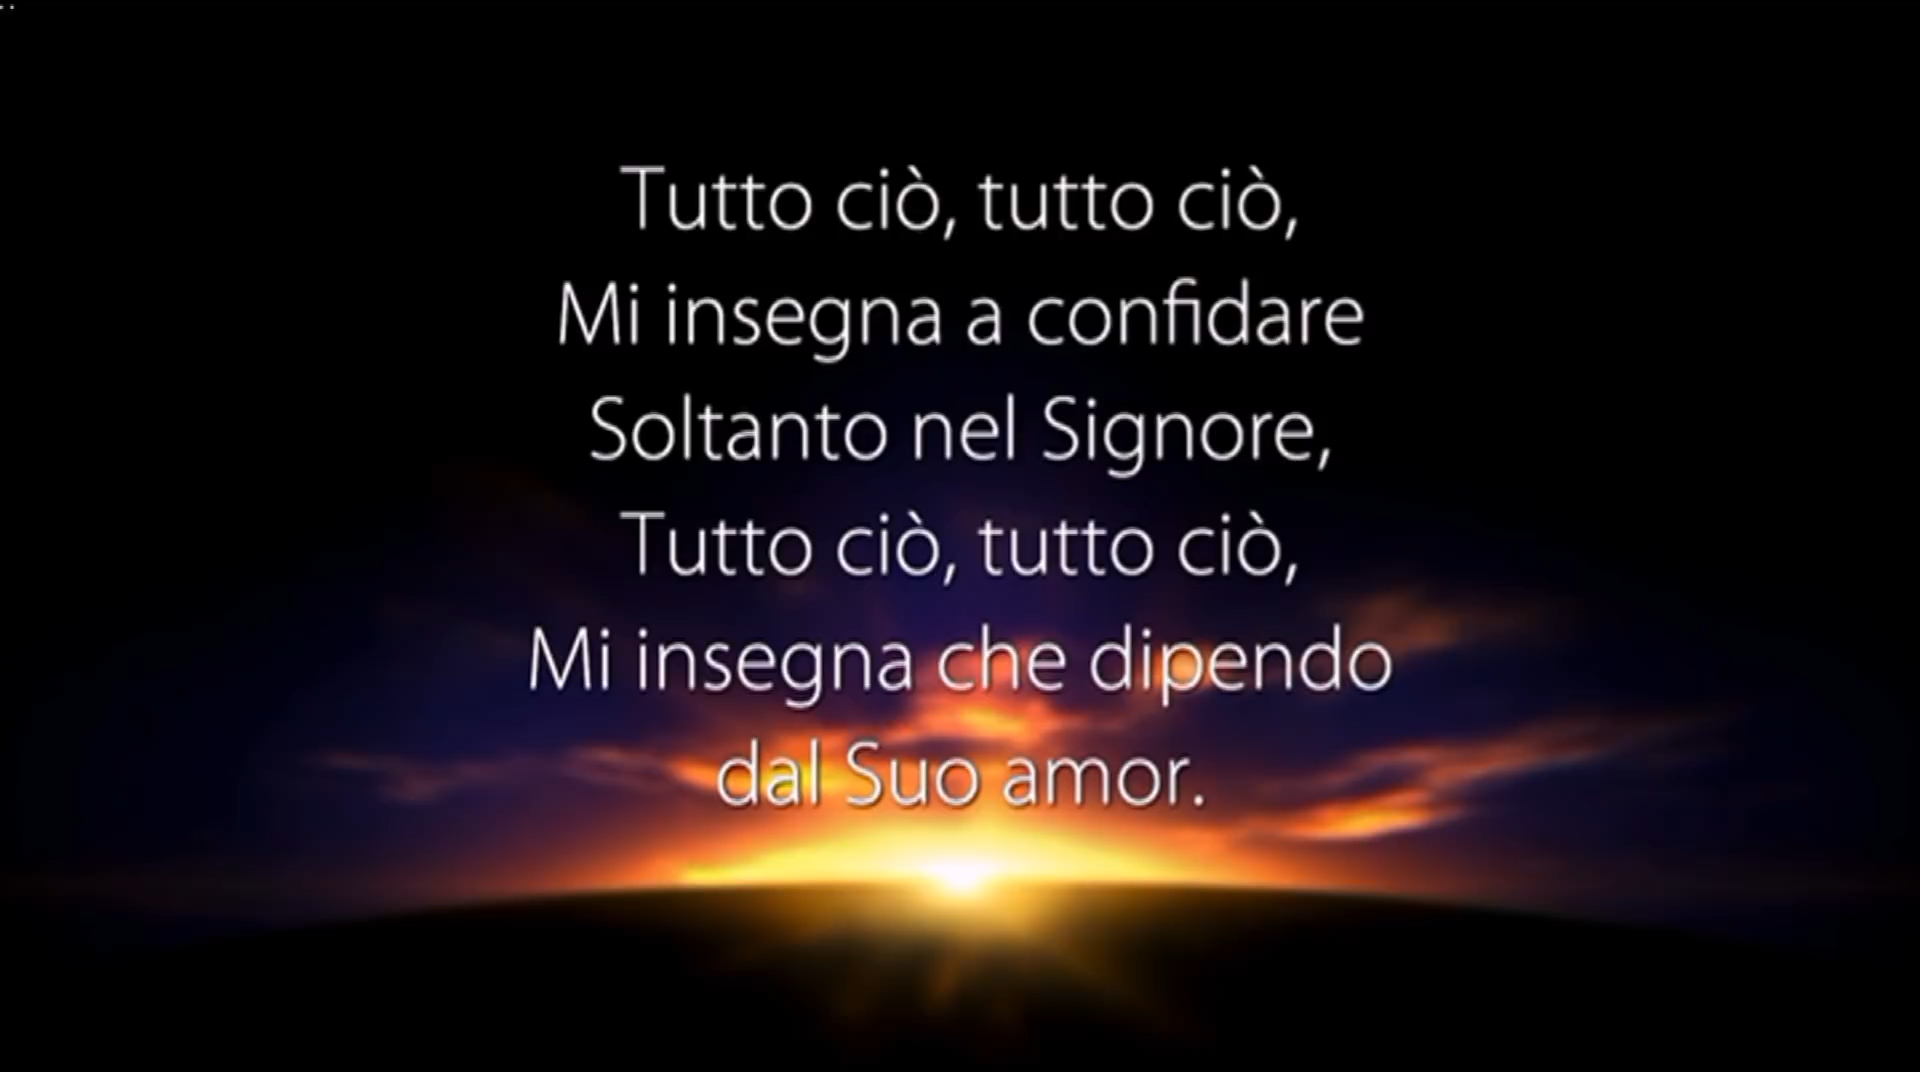 Tutto ciò, tutto ciò,
Mi insegna a confidare
Soltanto nel Signore,
Tutto ciò, tutto ciò,
Mi insegna che dipendo
dal Suo amor.